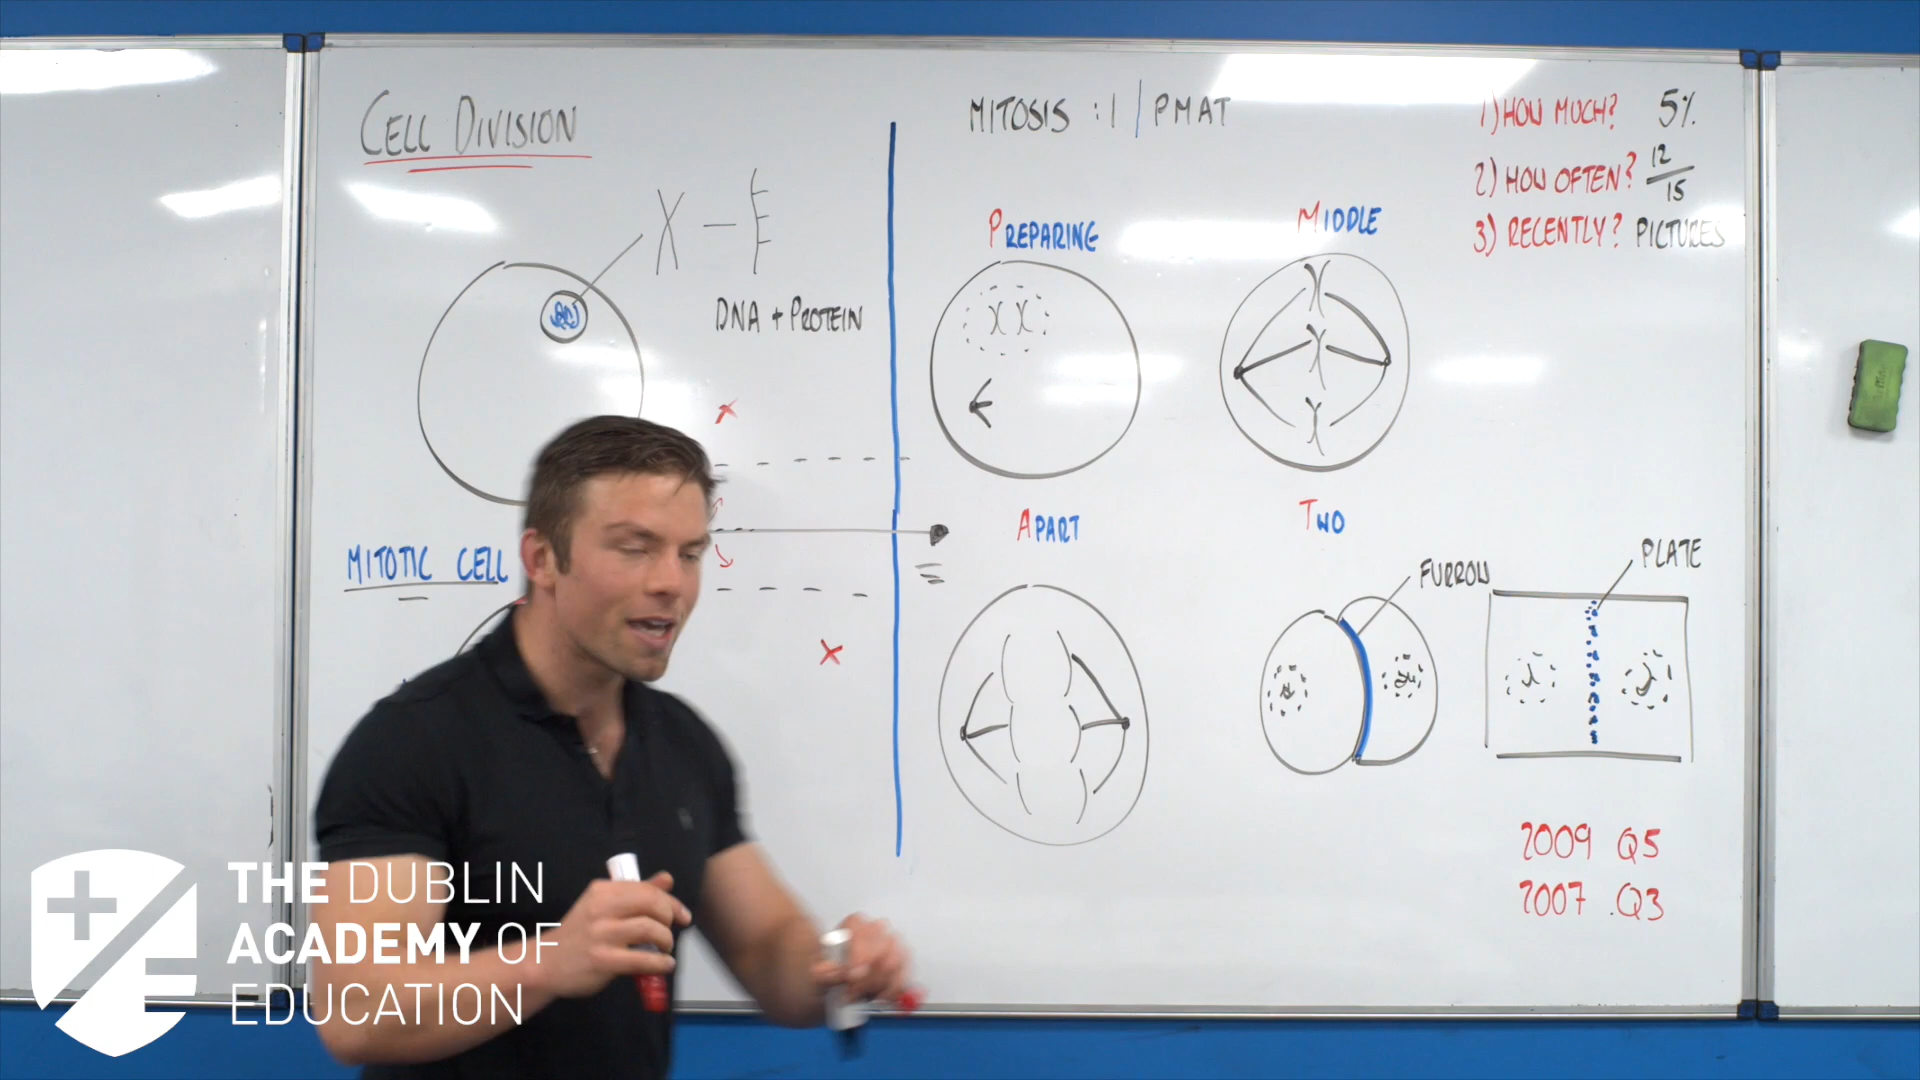 CELL DIVISION
X
DNA + PROTEIN
MITOTIC CELL
MITOSIS : 1 / PMAT
PREPARING
MIDDLE
APART
TWO
FURROW
PLATE
1) HOW MUCH? 5%
2) HOW OFTEN? 12/15
3) RECENTLY? PICTURES
2009 Q5
2007 .Q3
THE DUBLIN
ACADEMY OF
EDUCATION